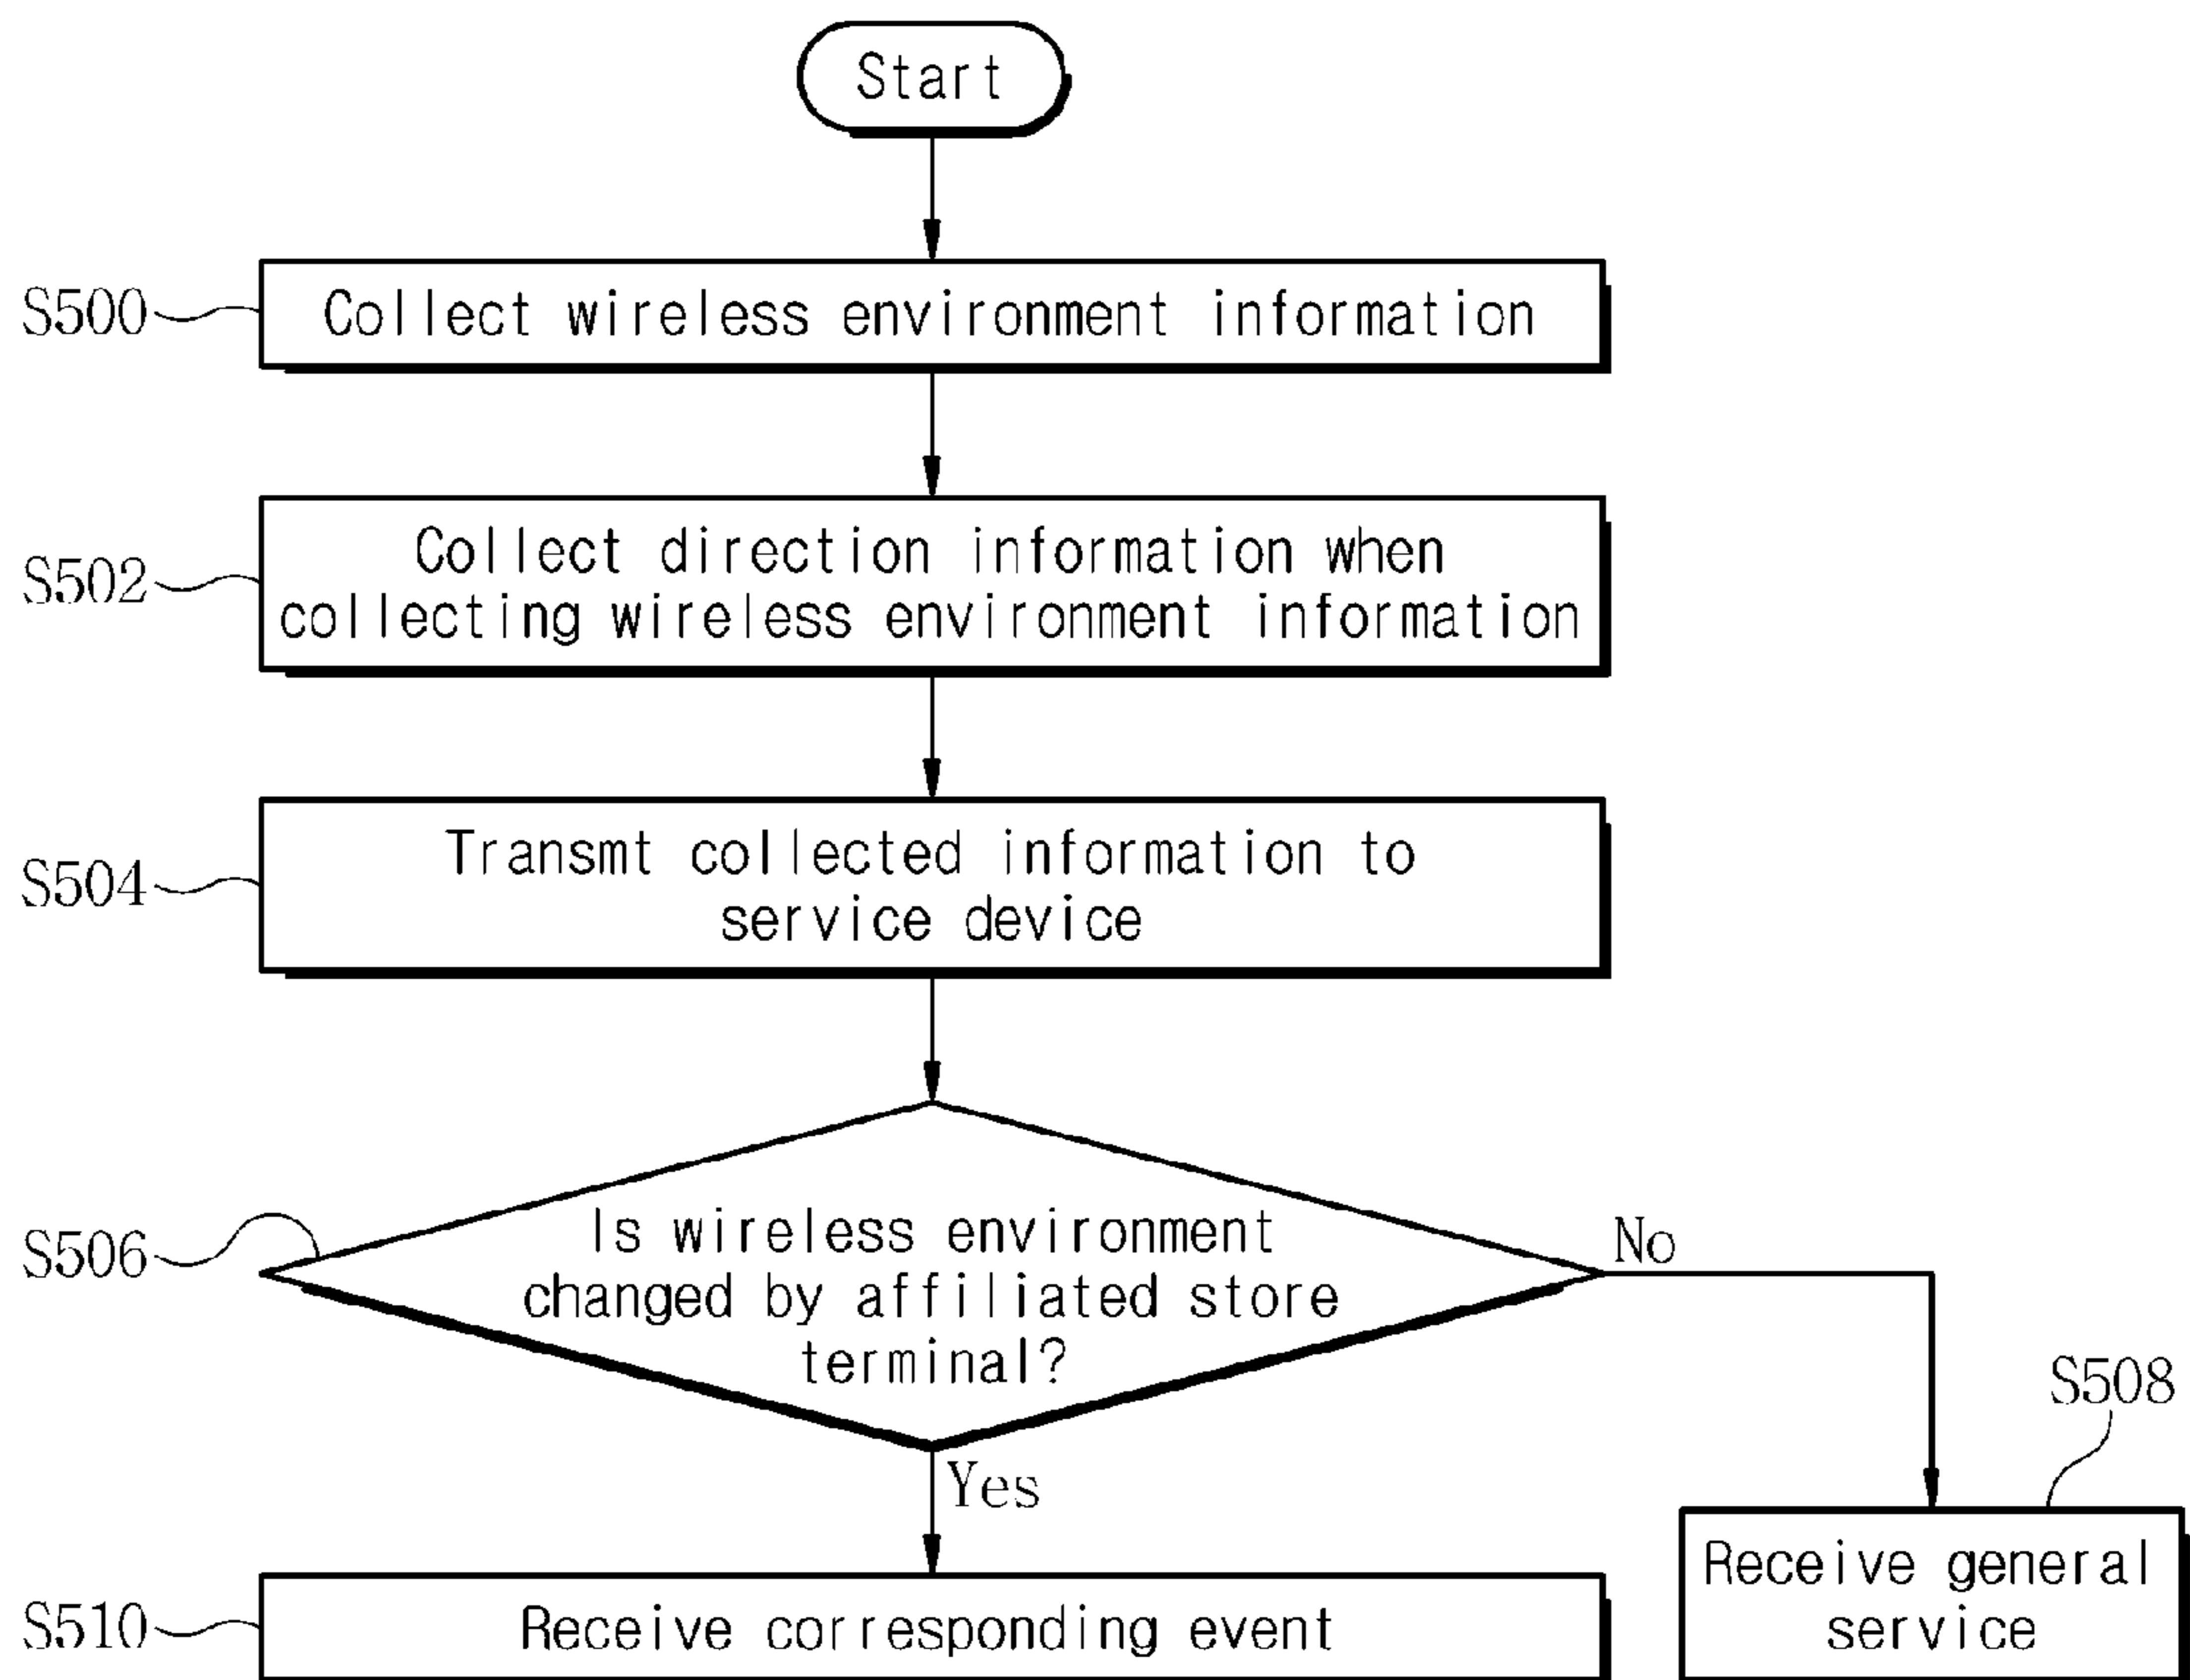 Start
S500
Collect wireless environment information
S502
Collect direction information when
collecting wireless environment information
S504
Transmt collected information to
service device
S506
Is wireless environment
changed by affiliated store
terminal?
No
Yes
S508
Receive general
service
S510
Receive corresponding event